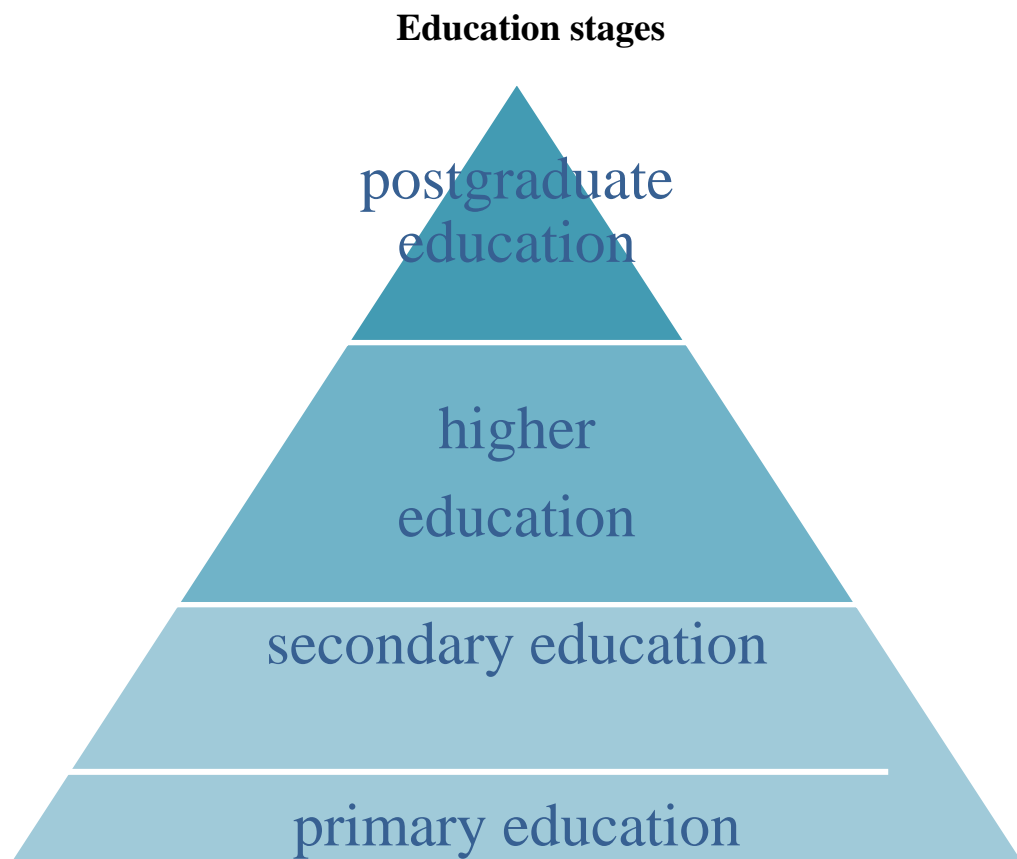 Education stages
postgraduate
education
higher
education
secondary education
primary education